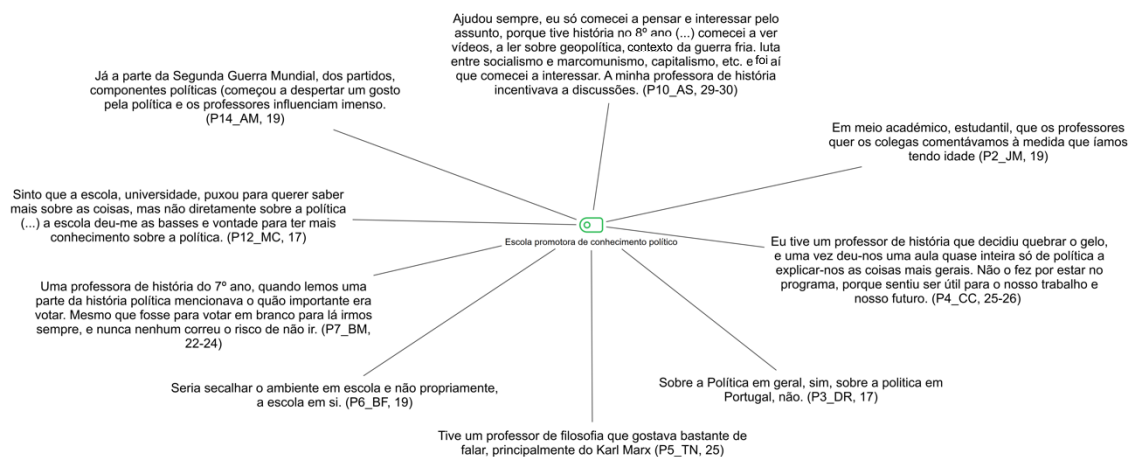 Ajudou sempre, eu só comecei a pensar e interessar pelo
assunto, porque tive história no 8º ano (...) comecei a ver
vídeos, a ler sobre geopolítica, contexto da guerra fria. luta
entre socialismo e marcomunismo, capitalismo, etc. e foi aí
que comecei a interessar. A minha professora de história
incentivava a discussões. (P10_AS, 29-30)
Já a parte da Segunda Guerra Mundial, dos partidos,
componentes políticas (começou a despertar um gosto
pela política e os professores influenciam imenso.
(P14_AM, 19)
Em meio académico, estudantil, que os professores
quer os colegas comentávamos à medida que íamos
tendo idade (P2_JM, 19)
Sinto que a escola, universidade, puxou para querer saber
mais sobre as coisas, mas não diretamente sobre a política
(...) a escola deu-me as basses e vontade para ter mais
conhecimento sobre a política. (P12_MC, 17)
Escola promotora de conhecimento político
Eu tive um professor de história que decidiu quebrar o gelo,
e uma vez deu-nos uma aula quase inteira só de política a
explicar-nos as coisas mais gerais. Não o fez por estar no
programa, porque sentiu ser útil para o nosso trabalho e
nosso futuro. (P4_CC, 25-26)
Uma professora de história do 7º ano, quando lemos uma
parte da história política mencionava o quão importante era
votar. Mesmo que fosse para votar em branco para lá irmos
sempre, e nunca nenhum correu o risco de não ir. (P7_BM,
22-24)
Seria secalhar o ambiente em escola e não propriamente,
a escola em si. (P6_BF, 19)
Sobre a Política em geral, sim, sobre a politica em
Portugal, não. (P3_DR, 17)
Tive um professor de filosofia que gostava bastante de
falar, principalmente do Karl Marx (P5_TN, 25)